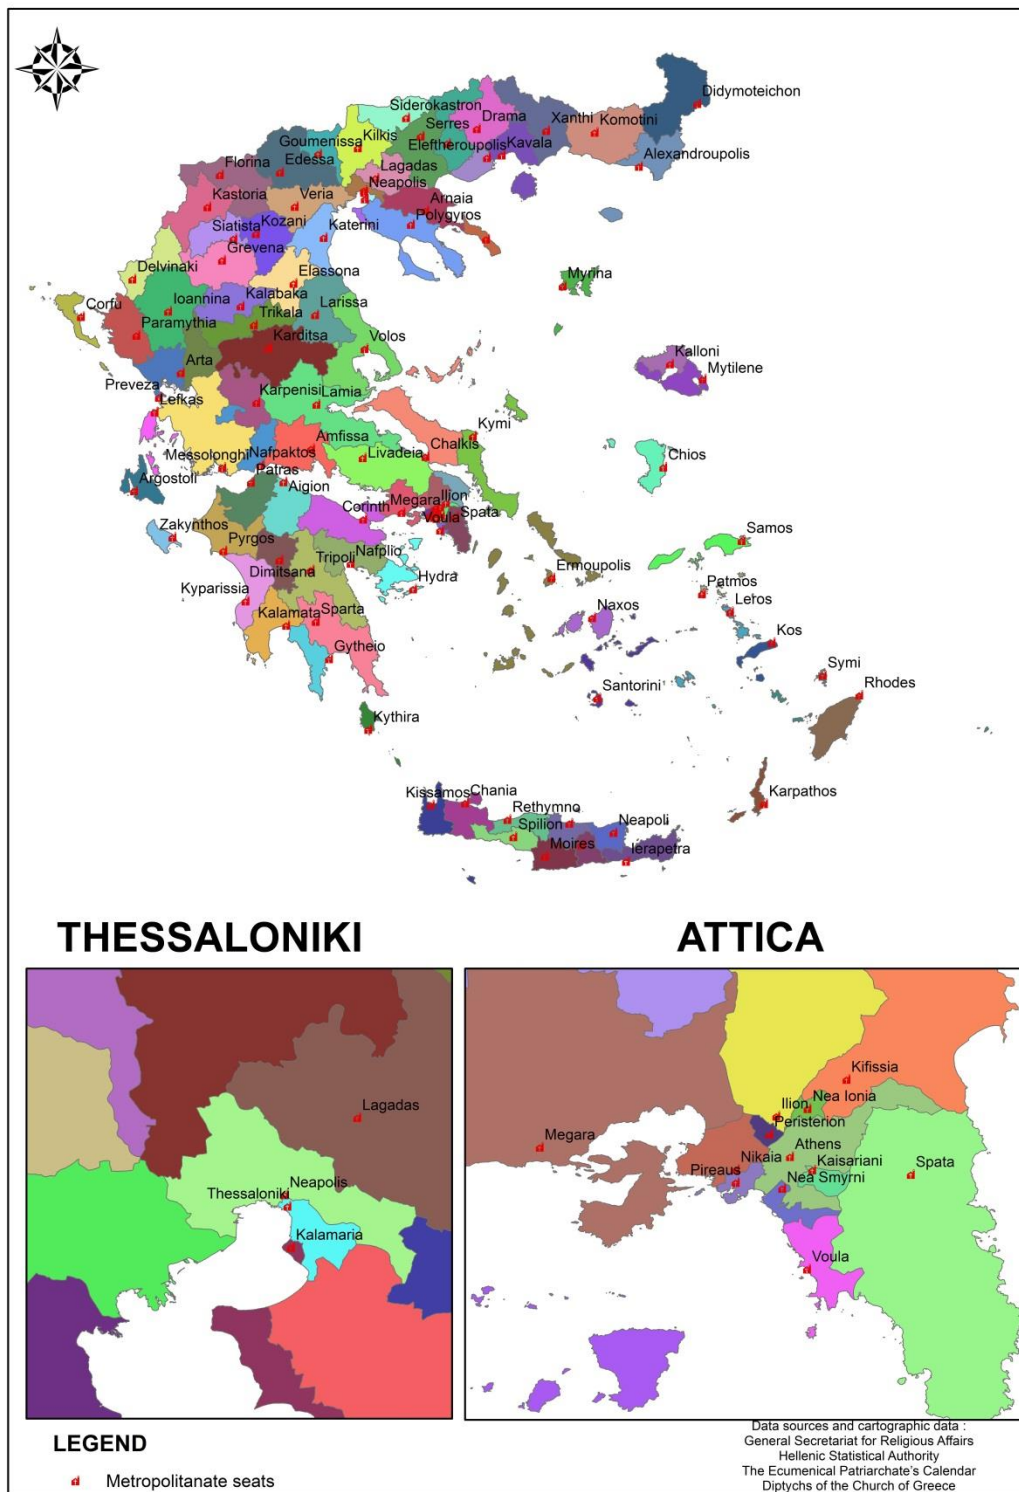 Didymoteichon
Siderokastron
Drama
Serres
Xanthi
Komotini
Goumenissa
Kilkis
Eleftheroupolis
Kavala
Edessa
Florina
Lagadas
Alexandroupolis
Neapolis
Kastoria
Veria
Arnaia
Polygyros
Siatista
Kozani
Katerini
Grevena
Delvinaki
Elassona
Myrina
Ioannina
Kalabaka
Larissa
Corfu
Trikala
Paramythia
Karditsa
Volos
Arta
Kalloni
Mytilene
Preveza
Lefkas
Karpenisi
Lamia
Kymi
Amfissa
Chalkis
Messolonghi
Nafpaktos
Livadeia
Chios
Argostoli
Patras
Aigion
Megara
Ilion
Corinth
Voula
Spata
Zakynthos
Pyrgos
Samos
Dimitsana
Tripoli
Nafplio
Hydra
Ermoupolis
Kyparissia
Patmos
Leros
Kalamata
Sparta
Naxos
Kos
Gytheio
Symi
Santorini
Rhodes
Kythira
Kissamos
Chania
Karpathos
Rethymno
Spilion
Neapoli
Moires
Ierapetra
THESSALONIKI
ATTICA
Lagadas
Neapolis
Thessaloniki
Kalamaria
Kifissia
Nea Ionia
Ilion
Peristerion
Megara
Athens
Nikaia
Kaisariani
Spata
Pireaus
Nea Smyrni
Voula
LEGEND
Metropolitanate seats
Data sources and cartographic data :
General Secretariat for Religious Affairs
Hellenic Statistical Authority
The Ecumenical Patriarchate's Calendar
Diptychs of the Church of Greece